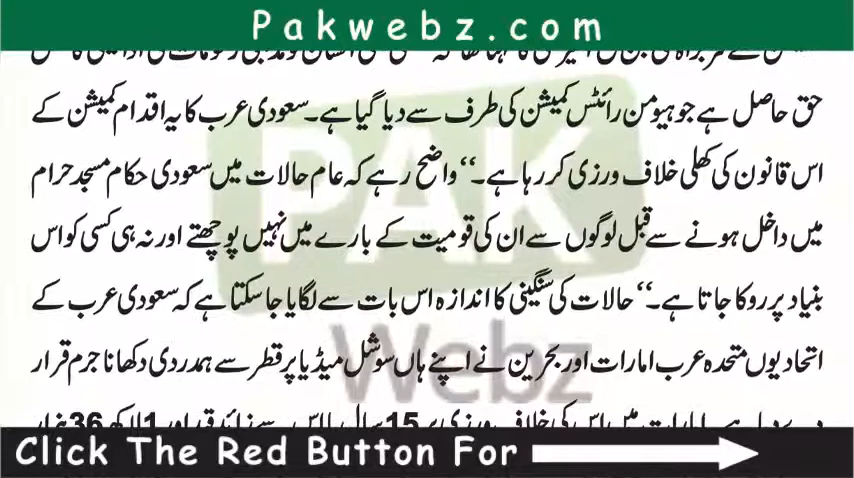 Pakwebz.com
حق حاصل ہے جو ہیومن رائٹس کمیشن کی طرف سے دیا گیا ہے۔ سعودی عرب کا یہ اقدام کمیشن کے
اس قانون کی کھلی خلاف ورزی کر رہا ہے۔‘‘ واضح رہے کہ عام حالات میں سعودی حکام مسجد حرام
میں داخل ہونے سے قبل لوگوں سے ان کی قومیت کے بارے میں نہیں پوچھتے اور نہ ہی کسی کو اس
بنیاد پر روکا جاتا ہے۔‘‘ حالات کی سنگینی کا اندازہ اس بات سے لگایا جا سکتا ہے کہ سعودی عرب کے
اتحادیوں متحدہ عرب امارات اور بحرین نے اپنے ہاں سوشل میڈیا پر قطر سے ہمدردی دکھانا جرم قرار
PAK
Webz
Click The Red Button For